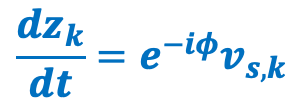 dz_k/dt = e^{-iϕ} v_{s,k}